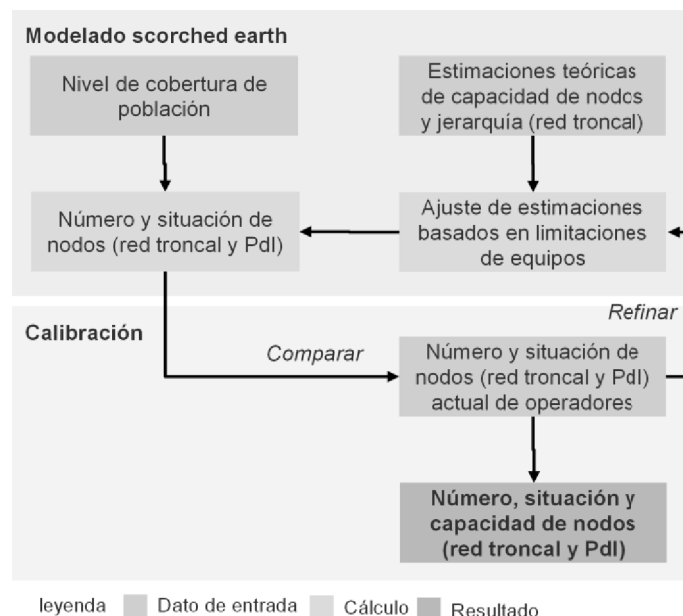 Modelado scorched earth
Nivel de cobertura de
población
Estimaciones teóricas
de capacidad de nodos
y jerarquía (red troncal)
Número y situación de
nodos (red troncal y PdI)
Ajuste de estimaciones
basados en limitaciones
de equipos
Refinar
Calibración
Comparar
Número y situación de
nodos (red troncal y PdI)
actual de operadores
Número, situación y
capacidad de nodos
(red troncal y PdI)
leyenda Dato de entrada Cálculo Resultado